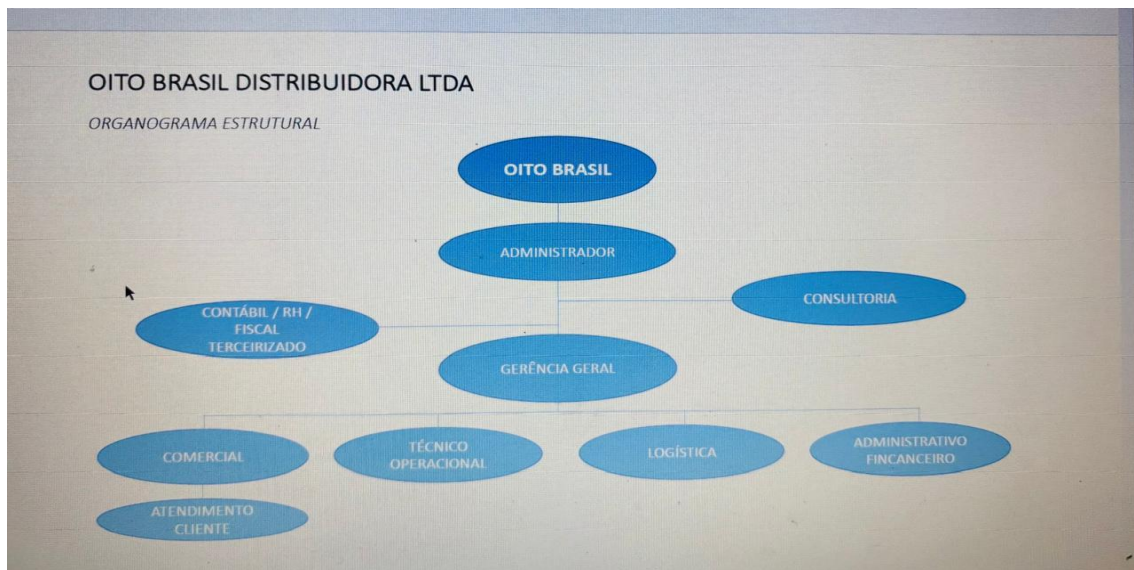 OITO BRASIL DISTRIBUIDORA LTDA
ORGANOGRAMA ESTRUTURAL
OITO BRASIL
ADMINISTRADOR
CONSULTORIA
CONTÁBIL / RH /
FISCAL
TERCEIRIZADO
GERÊNCIA GERAL
COMERCIAL
TÉCNICO
OPERACIONAL
LOGÍSTICA
ADMINISTRATIVO
FINCANCEIRO
ATENDIMENTO
CLIENTE